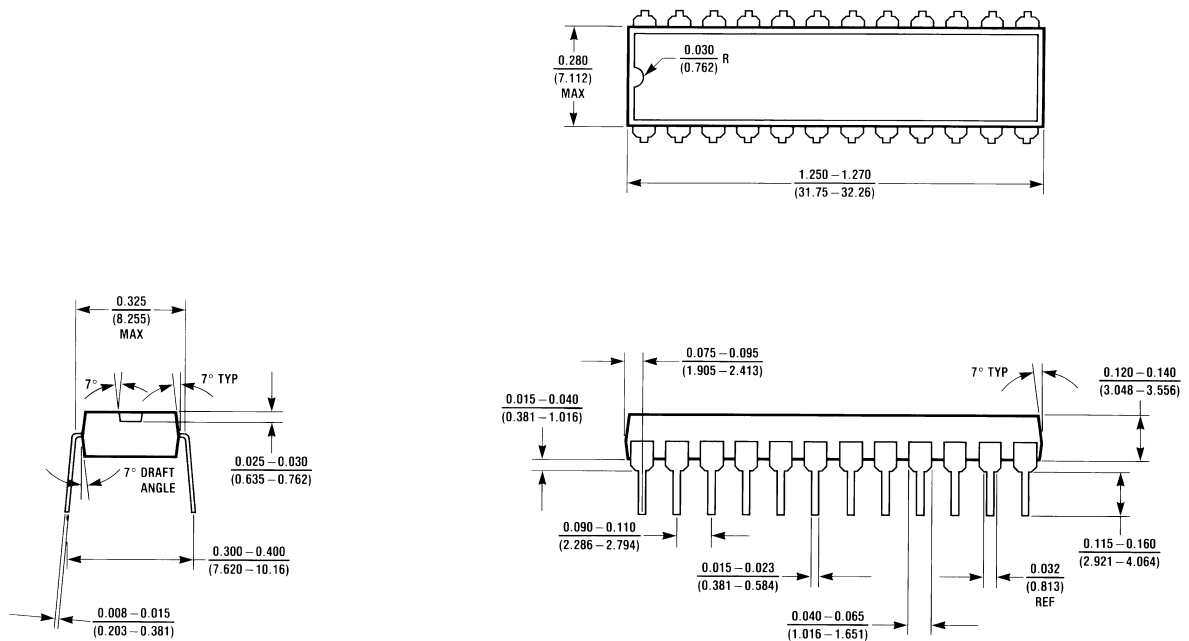 0.280
(7.112)
MAX
0.030
(0.762)
R
1.250 – 1.270
(31.75 – 32.26)
0.325
(8.255)
MAX
7°
7° TYP
0.025 – 0.030
(0.635 – 0.762)
7° DRAFT
ANGLE
0.300 – 0.400
(7.620 – 10.16)
0.008 – 0.015
(0.203 – 0.381)
0.075 – 0.095
(1.905 – 2.413)
0.015 – 0.040
(0.381 – 1.016)
7° TYP
0.120 – 0.140
(3.048 – 3.556)
0.090 – 0.110
(2.286 – 2.794)
0.015 – 0.023
(0.381 – 0.584)
0.040 – 0.065
(1.016 – 1.651)
0.032
(0.813)
REF
0.115 – 0.160
(2.921 – 4.064)